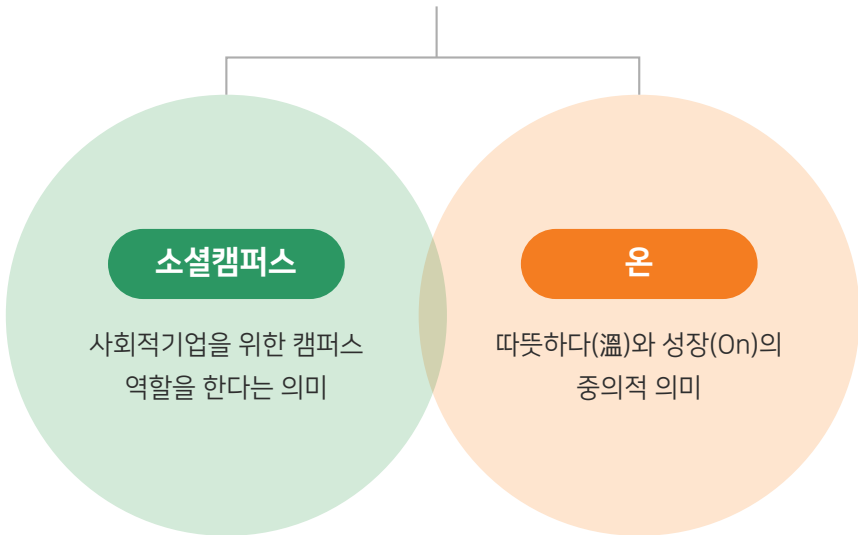 소셜캠퍼스
사회적기업을 위한 캠퍼스
역할을 한다는 의미
온
따뜻하다(溫)와 성장(On)의
중의적 의미